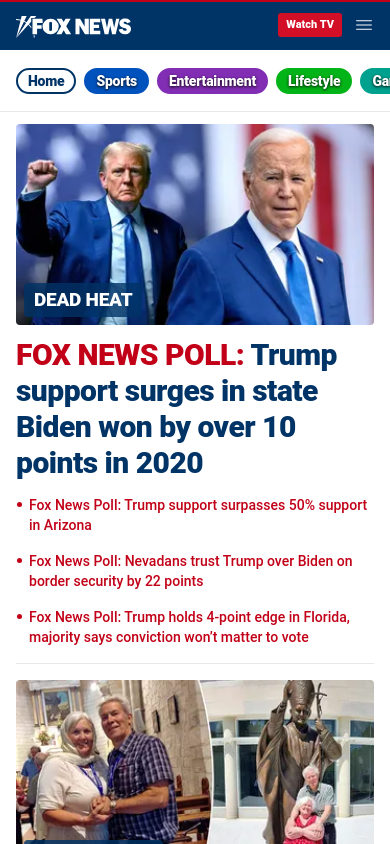 FOX NEWS
Watch TV
Home
Sports
Entertainment
Lifestyle
DEAD HEAT
FOX NEWS POLL: Trump
support surges in state
Biden won by over 10
points in 2020
• Fox News Poll: Trump support surpasses 50% support
in Arizona
• Fox News Poll: Nevadans trust Trump over Biden on
border security by 22 points
• Fox News Poll: Trump holds 4-point edge in Florida,
majority says conviction won’t matter to vote